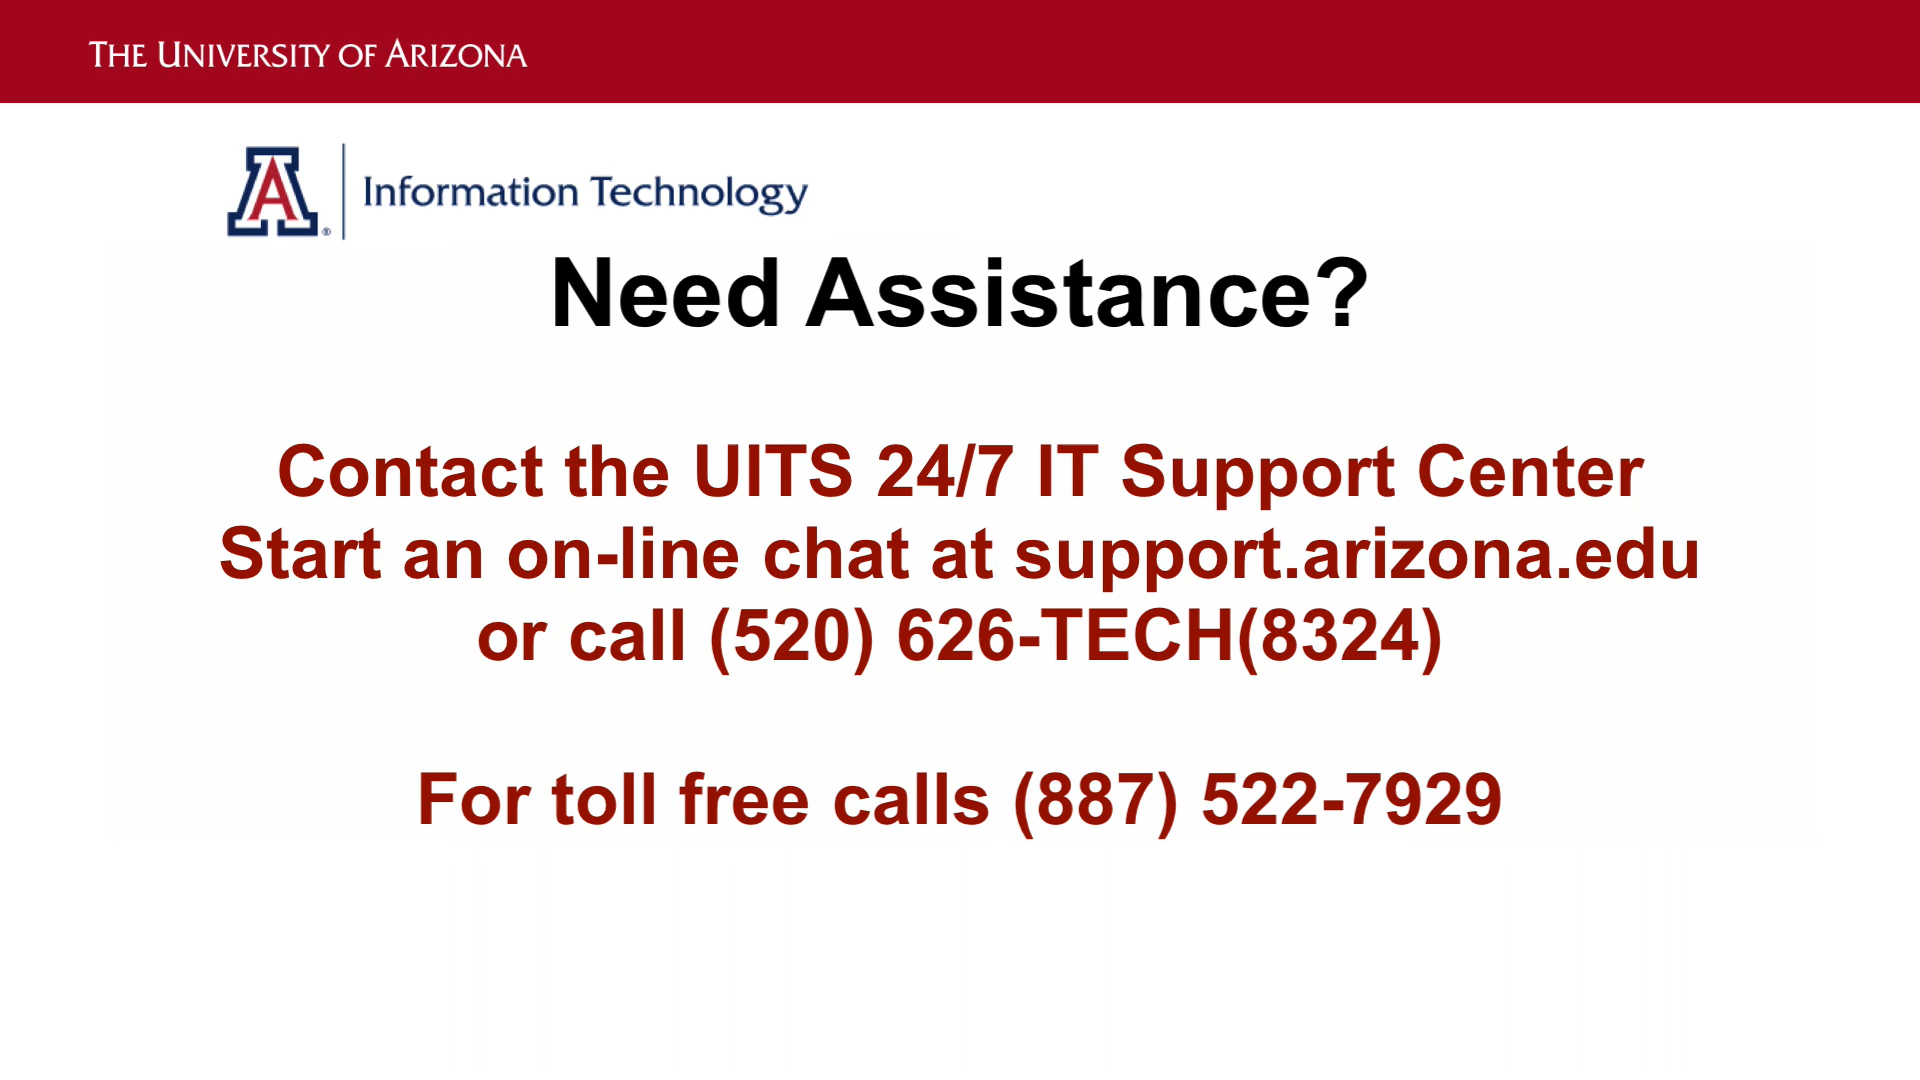 THE UNIVERSITY OF ARIZONA
A ® Information Technology
Need Assistance?
Contact the UITS 24/7 IT Support Center
Start an on-line chat at support.arizona.edu
or call (520) 626-TECH(8324)
For toll free calls (887) 522-7929